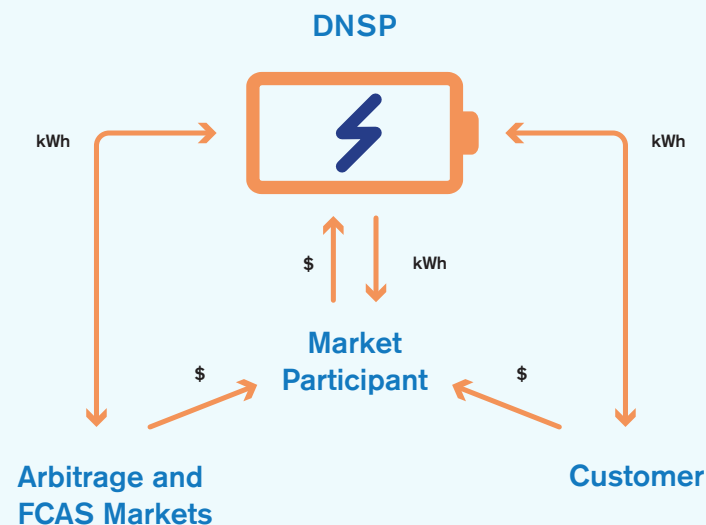 DNSP
kWh
kWh
$
kWh
Market
Participant
$
$
Arbitrage and
FCAS Markets
Customer